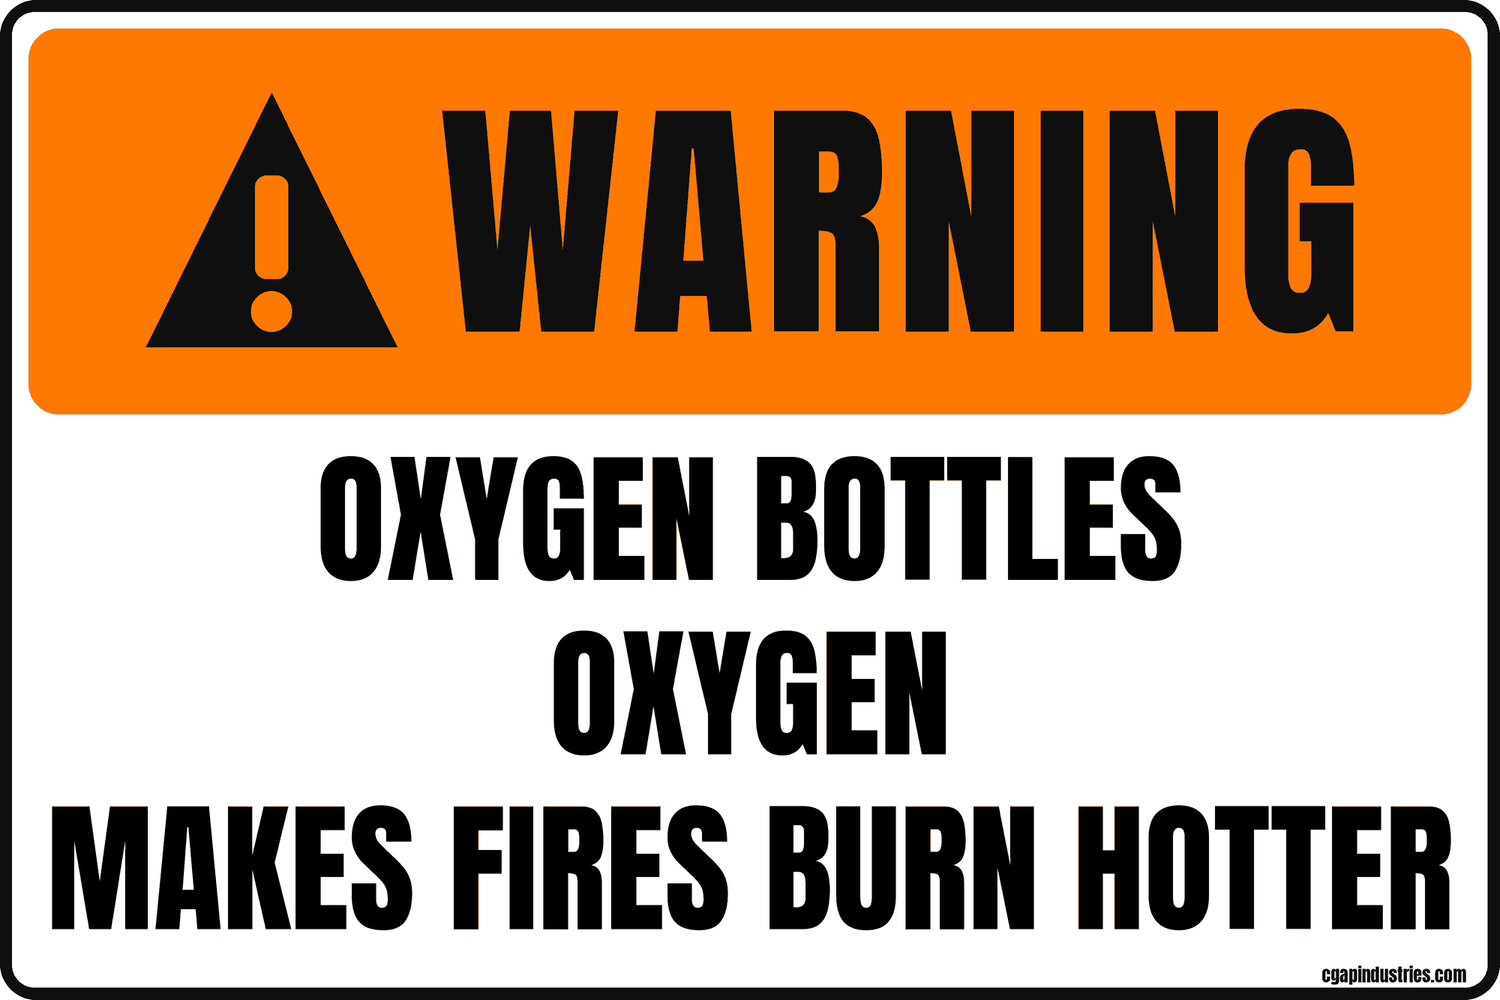 WARNING
OXYGEN BOTTLES
OXYGEN
MAKES FIRES BURN HOTTER
cgapindustries.com